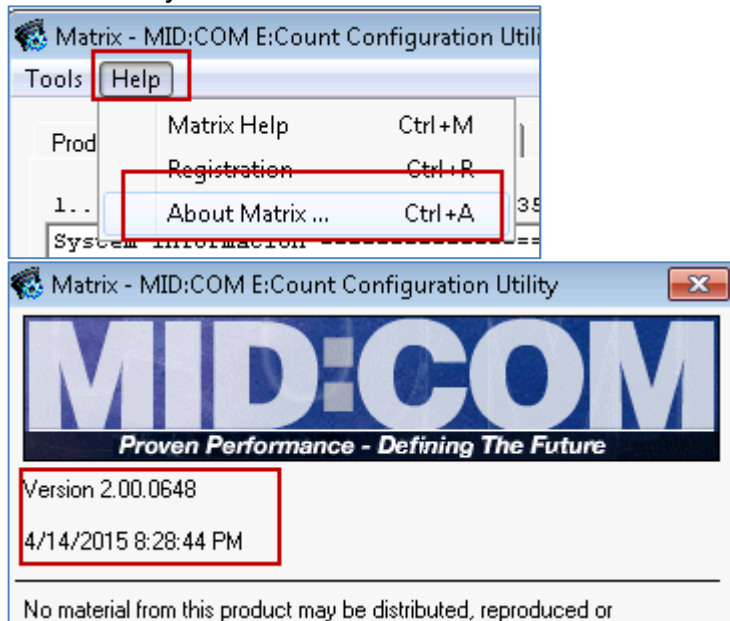 Matrix - MID:COM E:Count Configuration Utili
Tools Help
Prod
Matrix Help Ctrl+M
Registration Ctrl+R
1.. 35
About Matrix ... Ctrl+A
System Information
Matrix - MID:COM E:Count Configuration Utility
MID:COM
Proven Performance - Defining The Future
Version 2.00.0648
4/14/2015 8:28:44 PM
No material from this product may be distributed, reproduced or